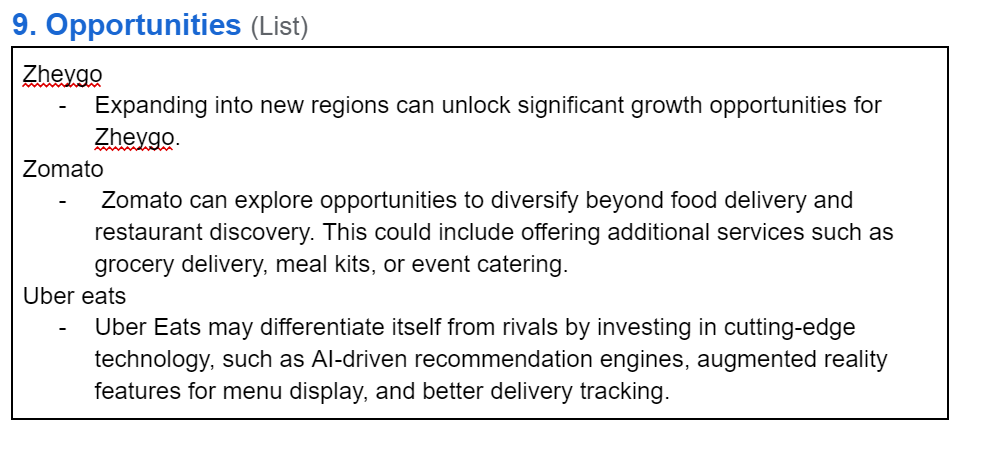 9. Opportunities (List)
Zheygo
- Expanding into new regions can unlock significant growth opportunities for
Zheygo.
Zomato
- Zomato can explore opportunities to diversify beyond food delivery and
restaurant discovery. This could include offering additional services such as
grocery delivery, meal kits, or event catering.
Uber eats
- Uber Eats may differentiate itself from rivals by investing in cutting-edge
technology, such as AI-driven recommendation engines, augmented reality
features for menu display, and better delivery tracking.